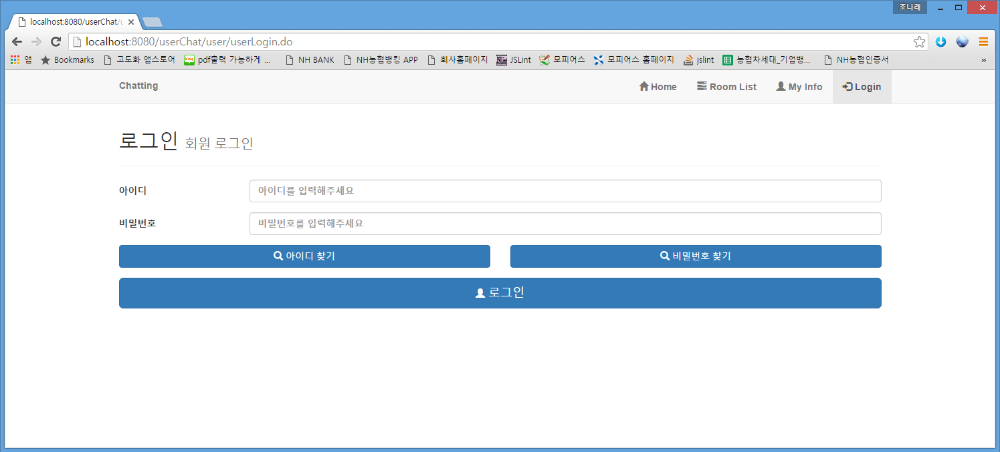 조나래
localhost:8080/userChat/u
localhost:8080/userChat/user/userLogin.do
앱 Bookmarks 고도화 앱스토어 pdf출력 가능하게 ... NH BANK NH농협뱅킹 APP 회사홈페이지 JSLint 모피어스 모피어스 홈페이지 jslint 농협차세대_기업뱅... NH농협인증서 »
Chatting Home Room List My Info Login
로그인 회원 로그인
아이디 아이디를 입력해주세요
비밀번호 비밀번호를 입력해주세요
아이디 찾기 비밀번호 찾기
로그인